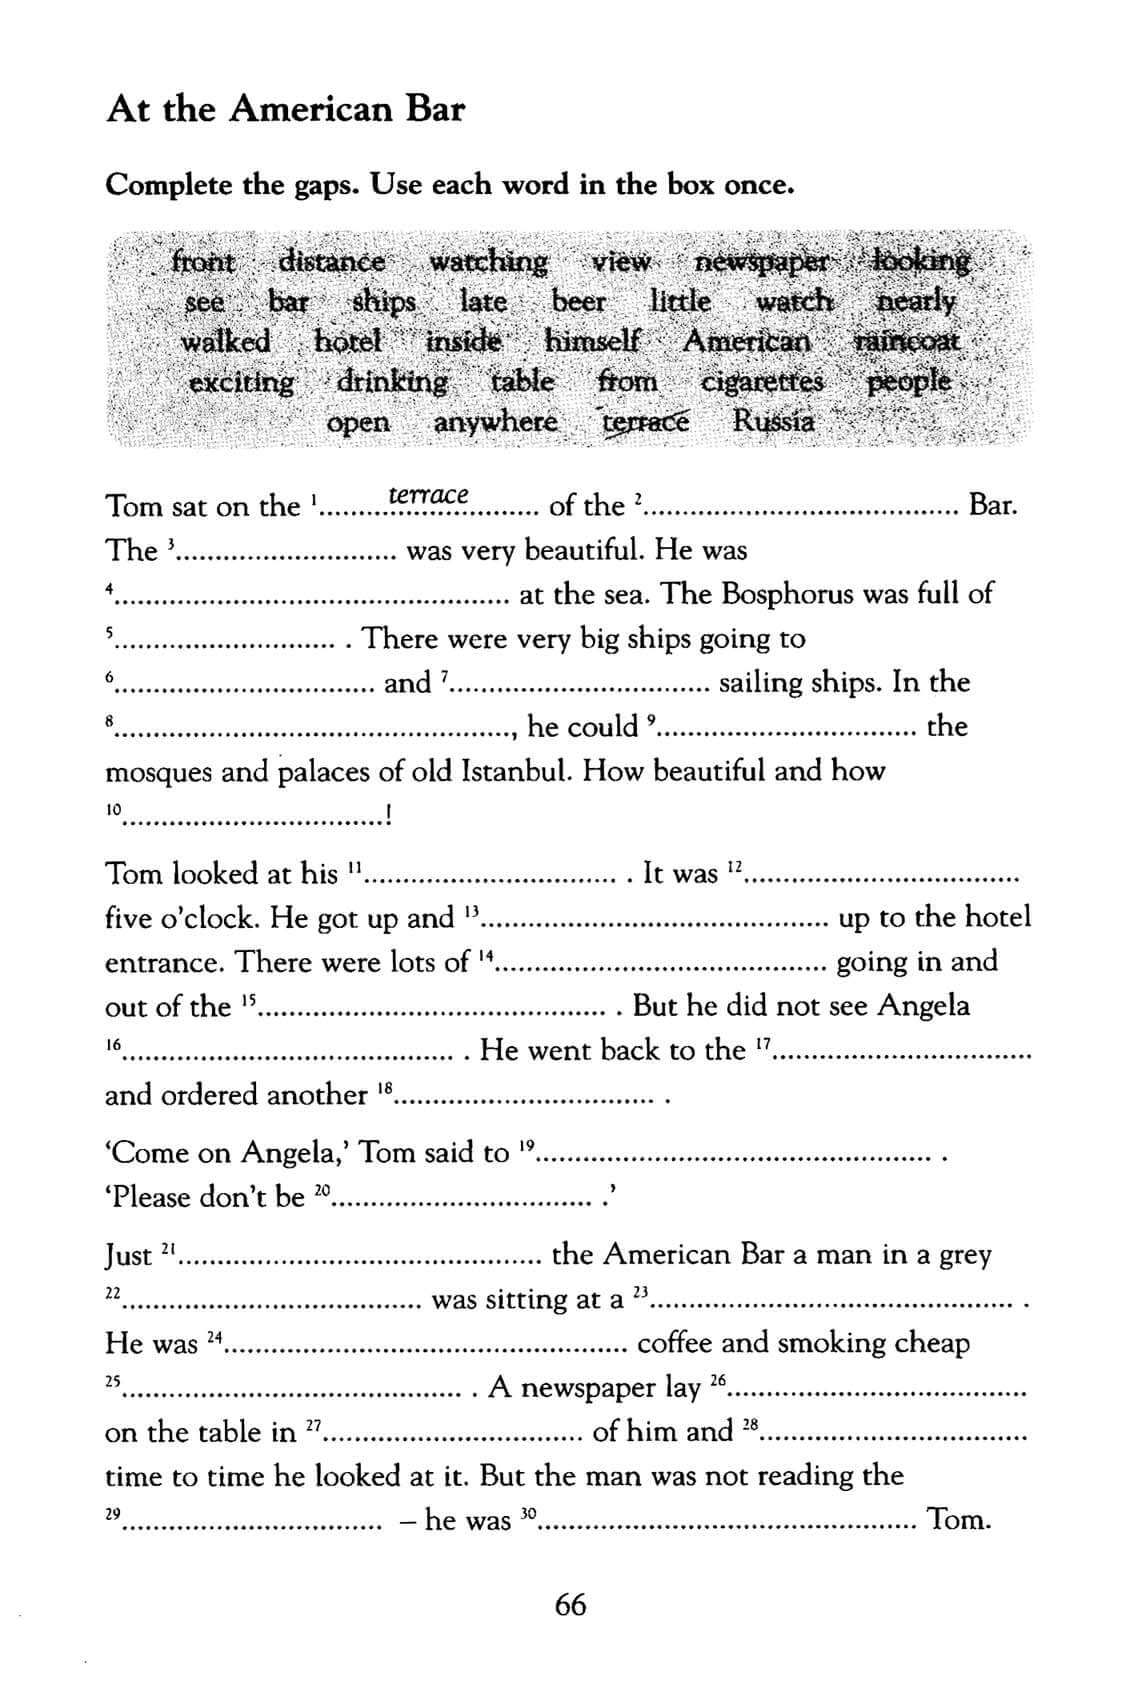 At the American Bar
Complete the gaps. Use each word in the box once.
front distance watching view newspaper looking
see bar ships late beer little watch nearly
walked hotel inside himself American raincoat
exciting drinking table from cigarettes people
open anywhere terrace Russia
Tom sat on the 1..........terrace.......... of the 2.................... Bar.
The 3.................... was very beautiful. He was
4.................... at the sea. The Bosphorus was full of
5.................... . There were very big ships going to
6.................... and 7.................... sailing ships. In the
8...................., he could 9.................... the
mosques and palaces of old Istanbul. How beautiful and how
10....................!
Tom looked at his 11.................... . It was 12....................
five o'clock. He got up and 13.................... up to the hotel
entrance. There were lots of 14.................... going in and
out of the 15.................... . But he did not see Angela
16.................... . He went back to the 17....................
and ordered another 18.................... .
‘Come on Angela,’ Tom said to 19.................... .
‘Please don’t be 20.................... .’
Just 21.................... the American Bar a man in a grey
22.................... was sitting at a 23.................... .
He was 24.................... coffee and smoking cheap
25.................... . A newspaper lay 26....................
on the table in 27.................... of him and 28....................
time to time he looked at it. But the man was not reading the
29.................... – he was 30.................... Tom.
66